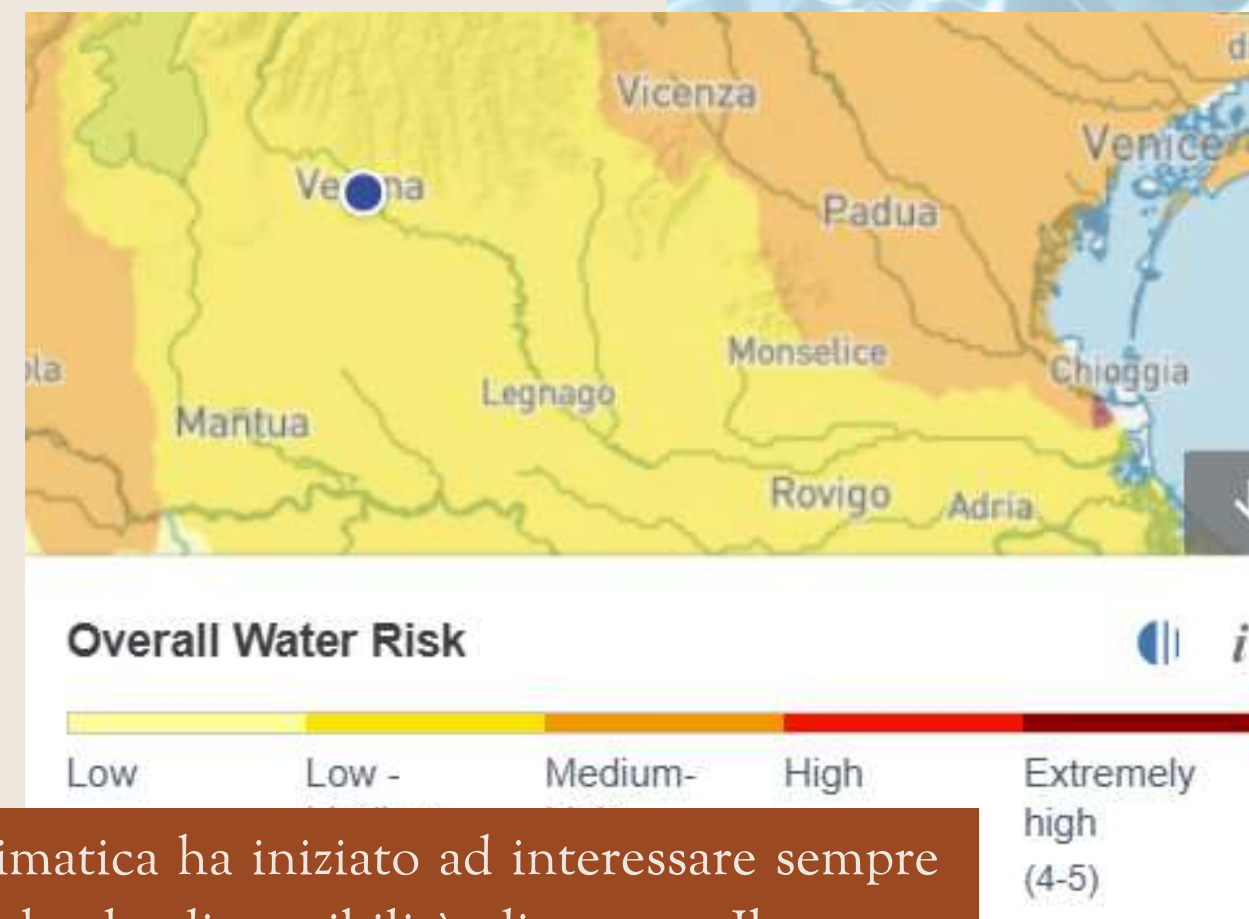 Vicenza
Venice
Verona
Padua
Monselice
Chioggia
Legnago
Mantua
Rovigo
Adria
Overall Water Risk
i
Low
Low -
Medium-
High
Extremely
high
(4-5)
ha iniziato ad interessare sempre